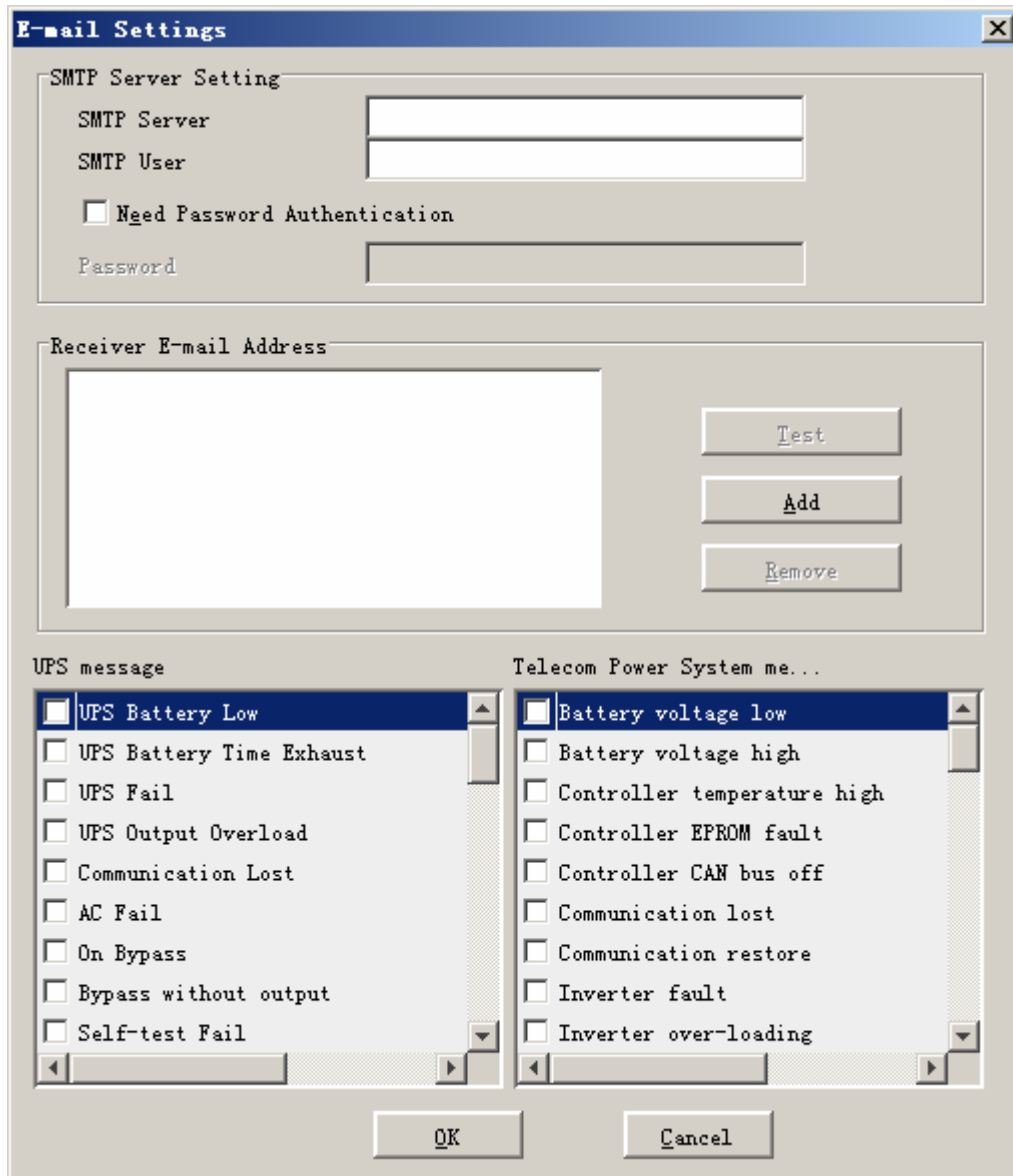 E-mail Settings
SMTP Server Setting
SMTP Server
SMTP User
Need Password Authentication
Password
Receiver E-mail Address
Test
Add
Remove
UPS message
UPS Battery Low
UPS Battery Time Exhaust
UPS Fail
UPS Output Overload
Communication Lost
AC Fail
On Bypass
Bypass without output
Self-test Fail
Telecom Power System me...
Battery voltage low
Battery voltage high
Controller temperature high
Controller EPROM fault
Controller CAN bus off
Communication lost
Communication restore
Inverter fault
Inverter over-loading
OK
Cancel